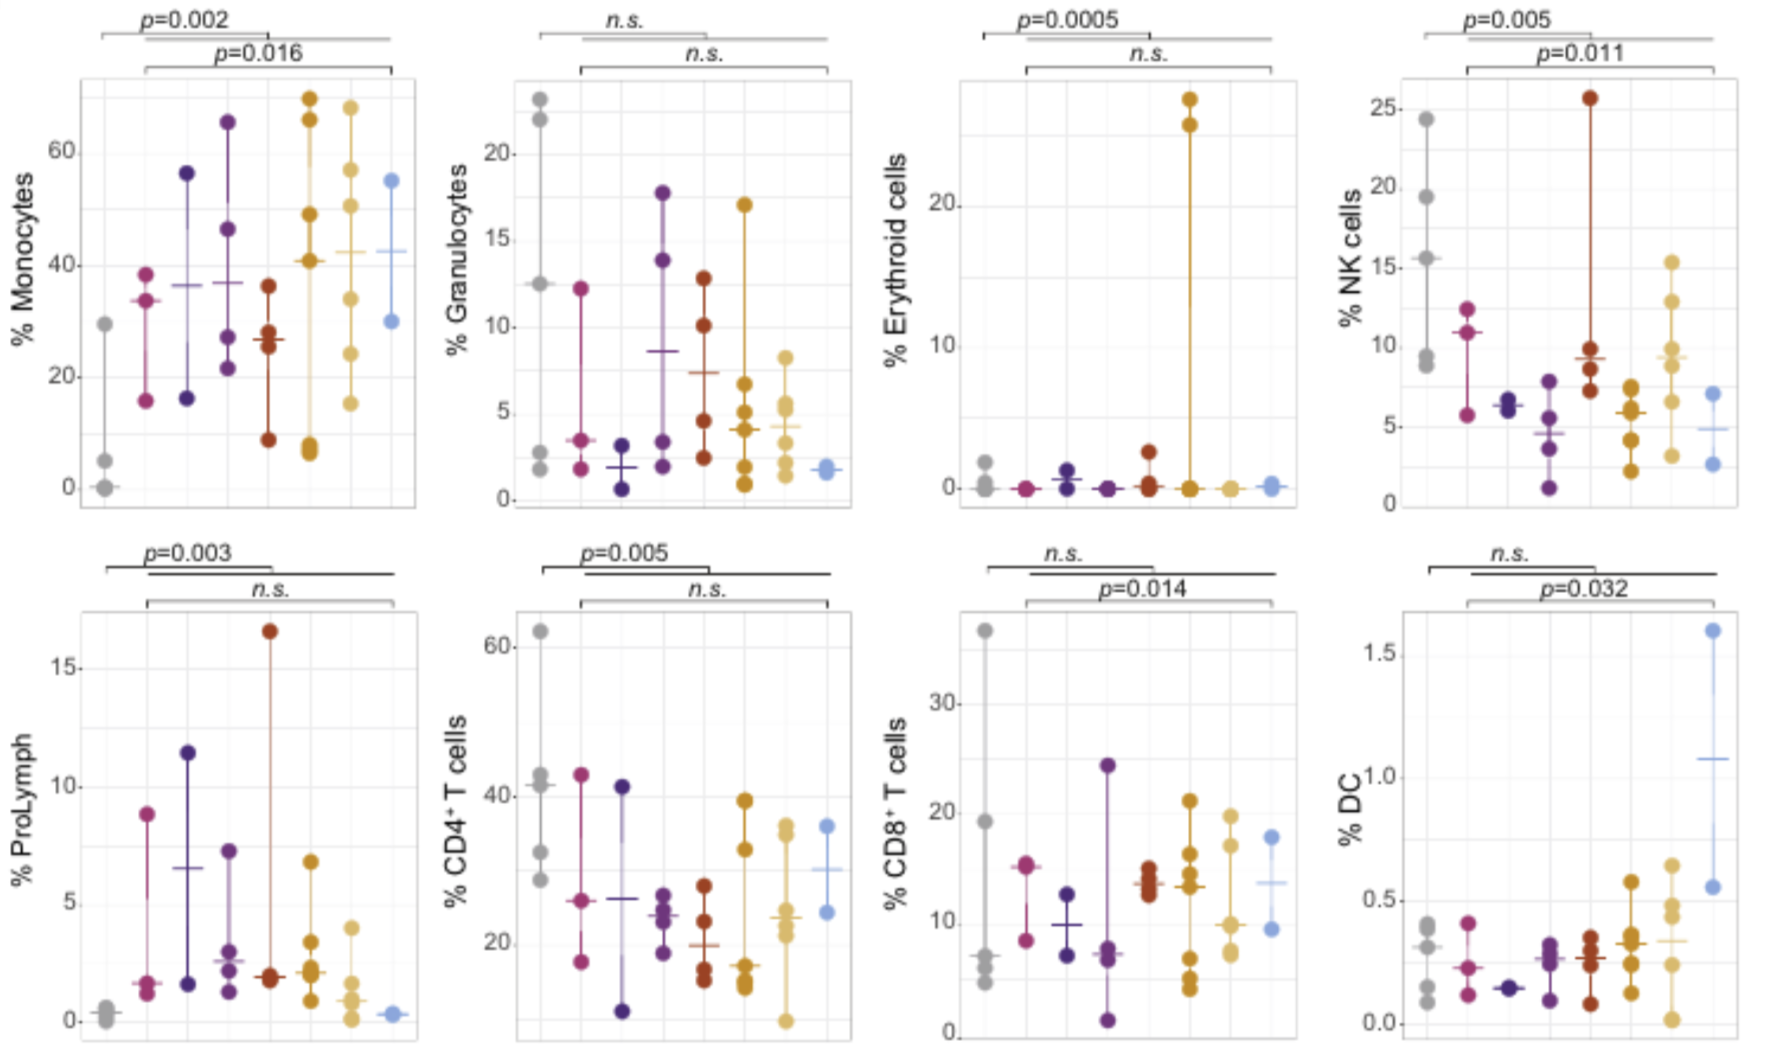 p=0.002
p=0.016
% Monocytes
60
40
20
0
n.s.
n.s.
% Granulocytes
20
15
10
5
0
p=0.0005
n.s.
% Erythroid cells
20
10
0
p=0.005
p=0.011
% NK cells
25
20
15
10
5
0
p=0.003
n.s.
% ProLymph
15
10
5
0
p=0.005
n.s.
% CD4⁺ T cells
60
40
20
n.s.
p=0.014
% CD8⁺ T cells
30
20
10
0
n.s.
p=0.032
% DC
1.5
1.0
0.5
0.0